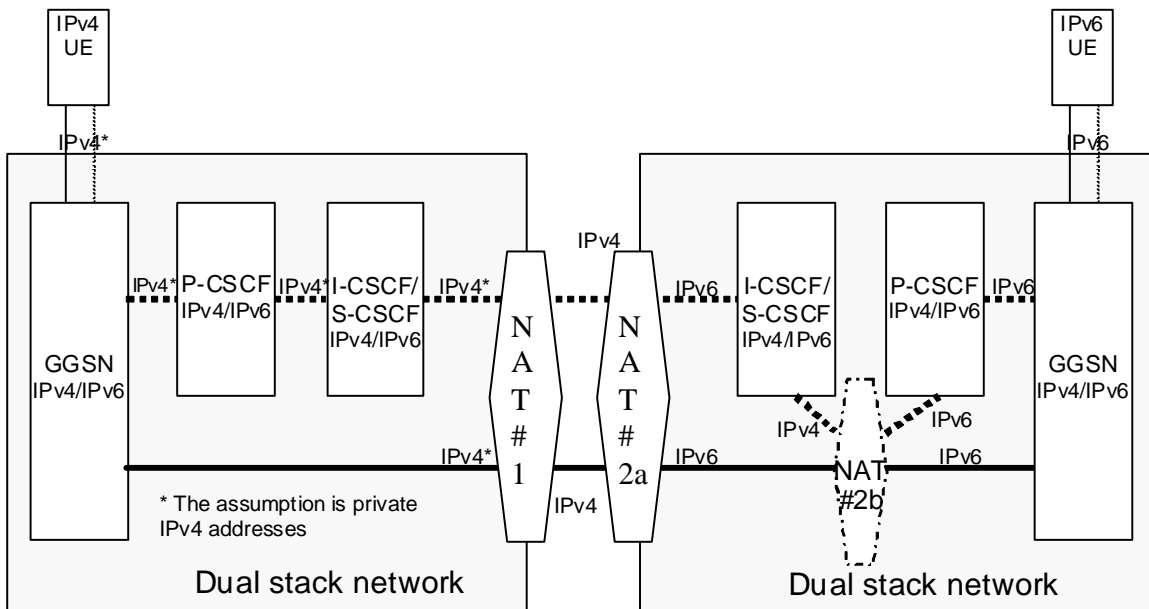 IPv4
UE
IPv6
UE
IPv4*
IPv6
IPv4
IPv4*
P-CSCF
IPv4/IPv6
IPv4*
I-CSCF/
S-CSCF
IPv4/IPv6
IPv4*
N
A
T
#
1
N
A
T
#
2a
IPv6
I-CSCF/
S-CSCF
IPv4/IPv6
P-CSCF
IPv4/IPv6
IPv6
GGSN
IPv4/IPv6
GGSN
IPv4/IPv6
IPv4
IPv6
IPv4*
IPv4
IPv6
NAT
#2b
IPv6
* The assumption is private
IPv4 addresses
Dual stack network
Dual stack network